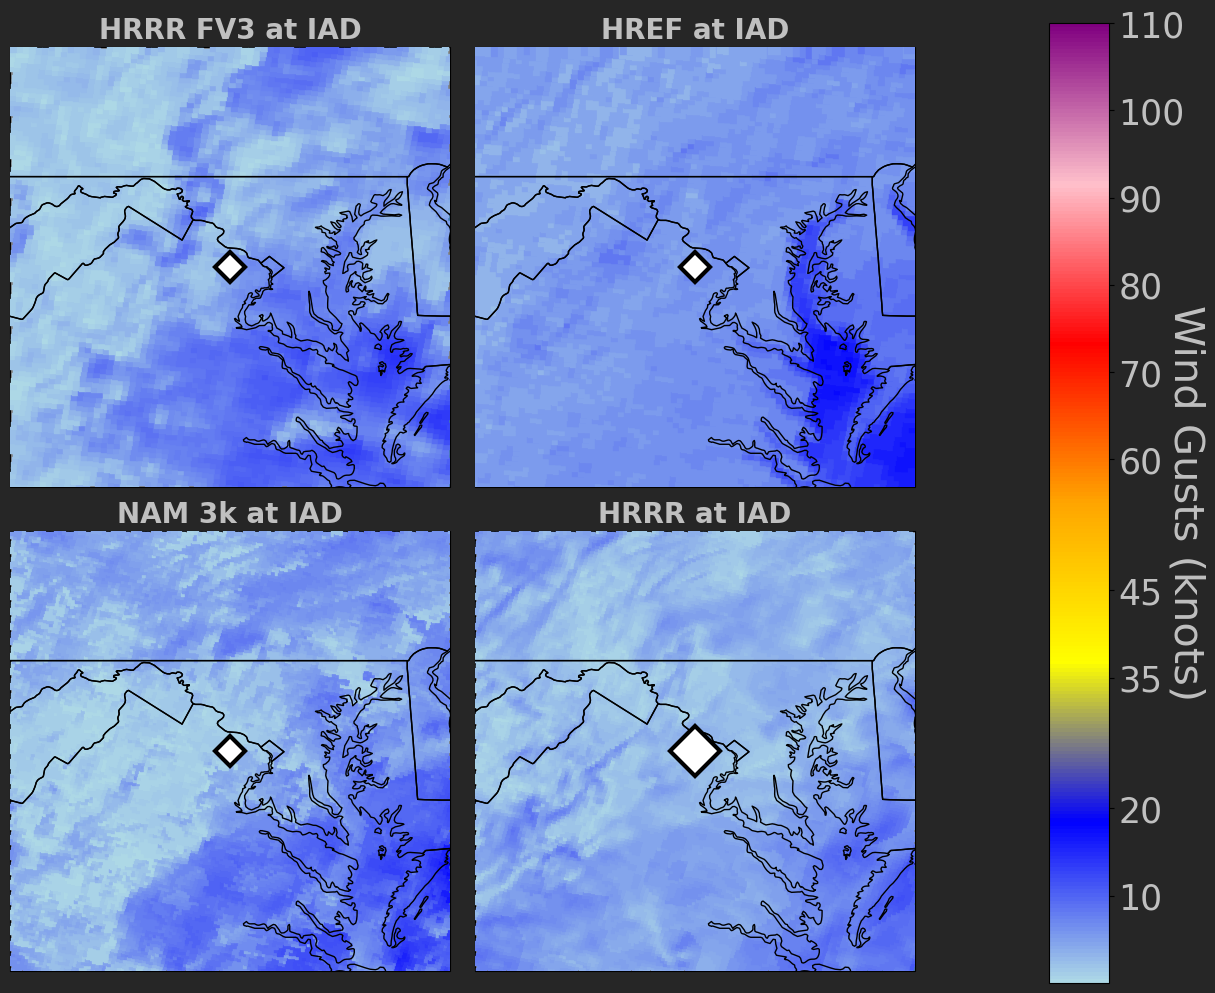 HRRR FV3 at IAD
HREF at IAD
NAM 3k at IAD
HRRR at IAD
110
100
90
80
70
60
45
35
20
10
Wind Gusts (knots)